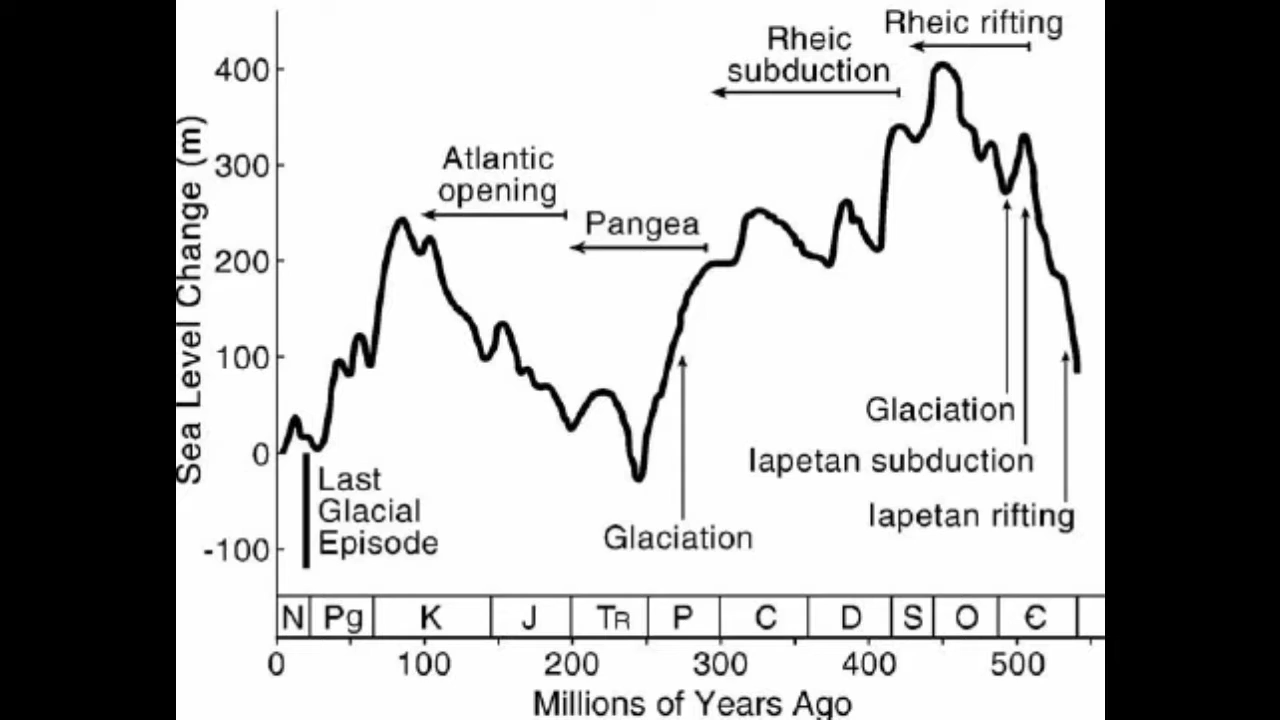 Rheic rifting
Rheic
subduction
Atlantic
opening
Pangea
400
300
200
100
0
-100
Sea Level Change (m)
Glaciation
Iapetan subduction
Iapetan rifting
Glaciation
Last
Glacial
Episode
N Pg K J TR P C D S O Є
0 100 200 300 400 500
Millions of Years Ago